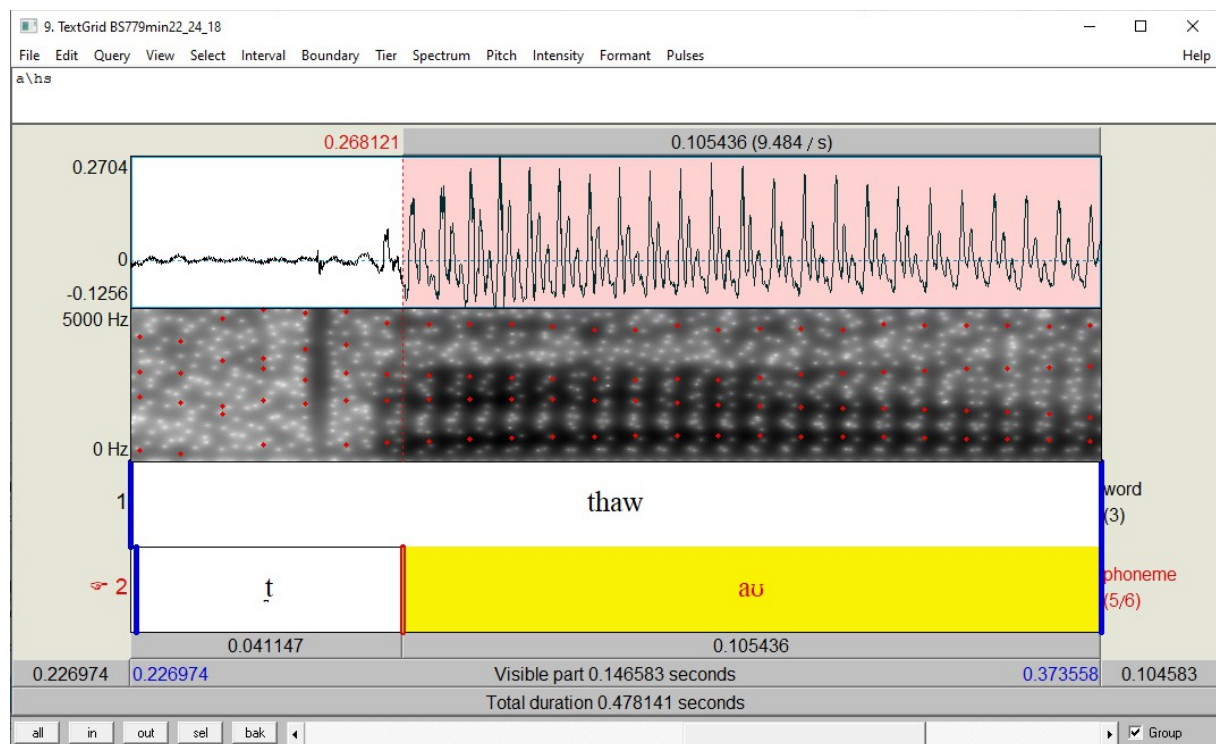 9. TextGrid BS779min22_24_18
File Edit Query View Select Interval Boundary Tier Spectrum Pitch Intensity Formant Pulses Help
a\hs
0.268121 0.105436 (9.484 / s)
0.2704
0
-0.1256
5000 Hz
0 Hz
1 thaw word
(3)
☞ 2 t̪ aʊ phoneme
(5/6)
0.041147 0.105436
0.226974 0.226974 Visible part 0.146583 seconds 0.373558 0.104583
Total duration 0.478141 seconds
all in out sel bak Group